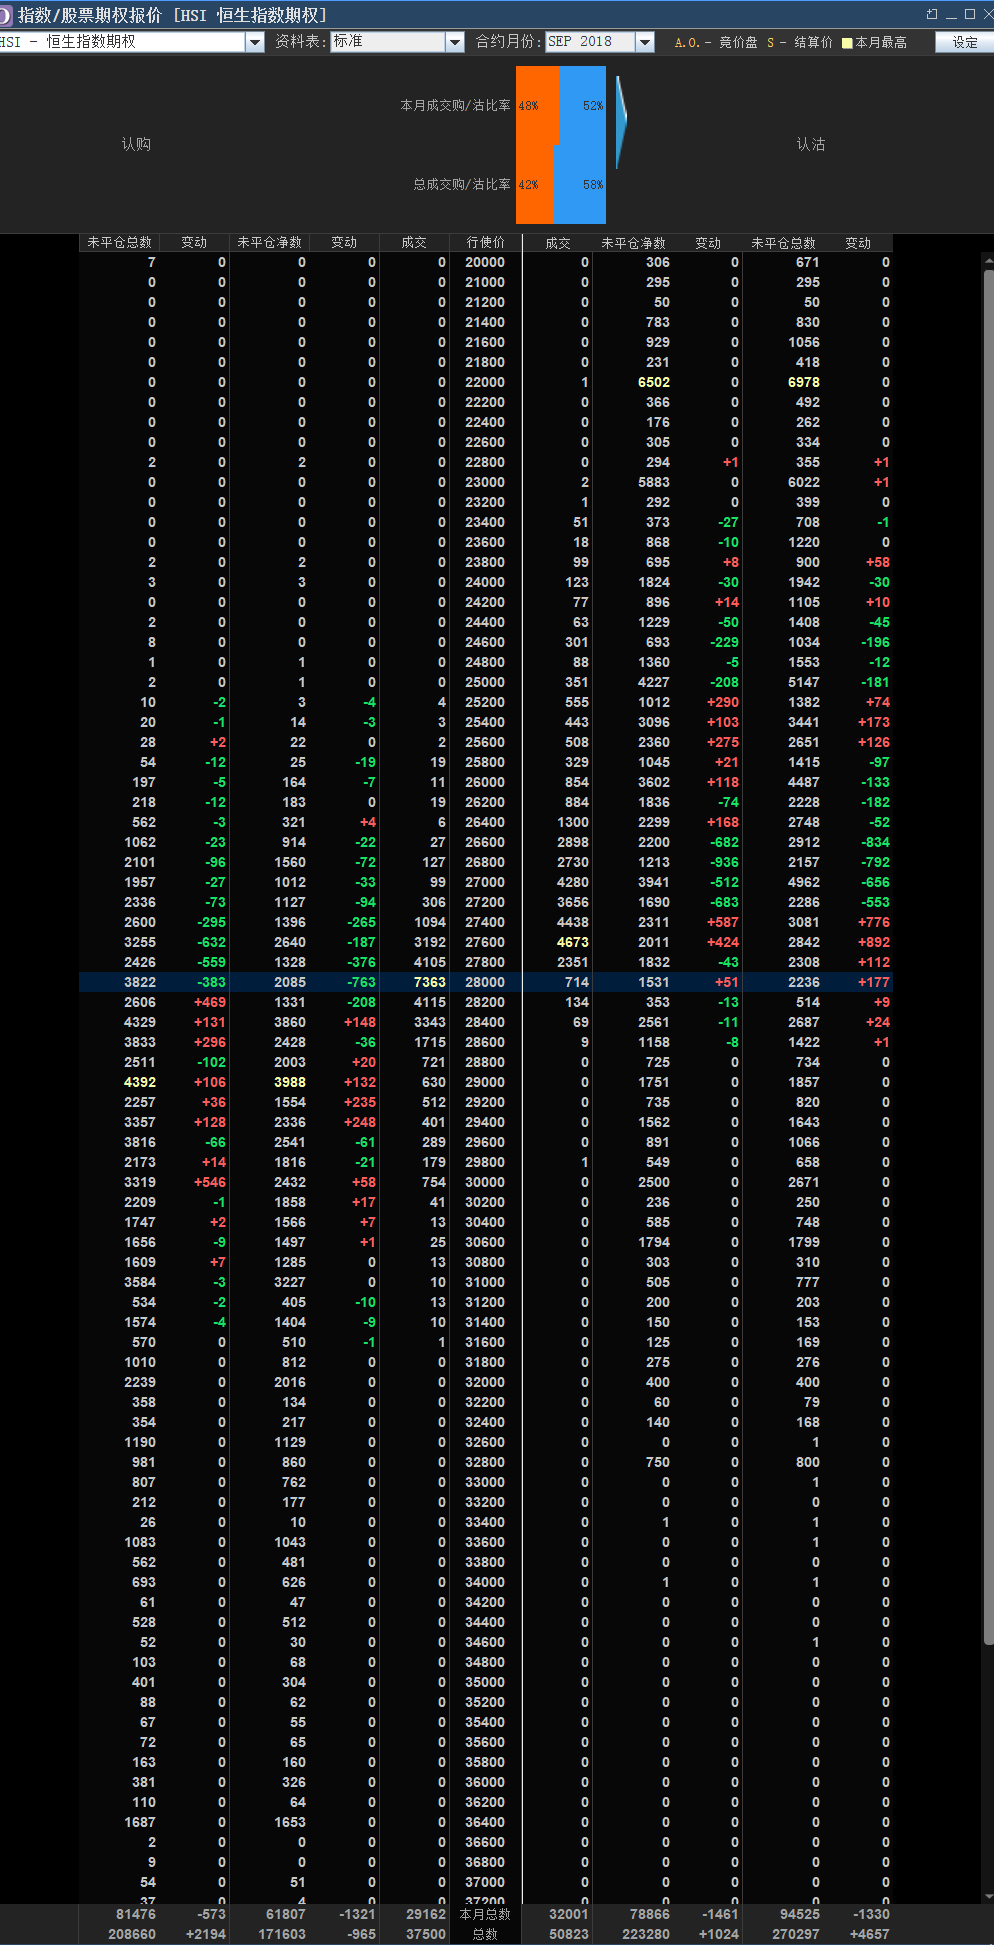 指数/股票期权报价 [HSI 恒生指数期权]
HSI - 恒生指数期权 资料表: 标准 合约月份: SEP 2018 A.O.- 竞价盘 S - 结算价 本月最高 设定
本月成交购/沽比率 48% 52%
认购 认沽
总成交购/沽比率 42% 58%
未平仓总数 变动 未平仓净数 变动 成交 行使价 成交 未平仓净数 变动 未平仓总数 变动
7 0 0 0 0 20000 0 306 0 671 0
0 0 0 0 0 21000 0 295 0 295 0
0 0 0 0 0 21200 0 50 0 50 0
0 0 0 0 0 21400 0 783 0 830 0
0 0 0 0 0 21600 0 929 0 1056 0
0 0 0 0 0 21800 0 231 0 418 0
0 0 0 0 0 22000 1 6502 0 6978 0
0 0 0 0 0 22200 0 366 0 492 0
0 0 0 0 0 22400 0 176 0 262 0
0 0 0 0 0 22600 0 305 0 334 0
2 0 2 0 0 22800 0 294 +1 355 +1
0 0 0 0 0 23000 2 5883 0 6022 +1
0 0 0 0 0 23200 1 292 0 399 0
0 0 0 0 0 23400 51 373 -27 708 -1
0 0 0 0 0 23600 18 868 -10 1220 0
2 0 2 0 0 23800 99 695 +8 900 +58
3 0 3 0 0 24000 123 1824 -30 1942 -30
0 0 0 0 0 24200 77 896 +14 1105 +10
2 0 0 0 0 24400 63 1229 -50 1408 -45
8 0 0 0 0 24600 301 693 -229 1034 -196
1 0 1 0 0 24800 88 1360 -5 1553 -12
2 0 1 0 0 25000 351 4227 -208 5147 -181
10 -2 3 -4 4 25200 555 1012 +290 1382 +74
20 -1 14 -3 3 25400 443 3096 +103 3441 +173
28 +2 22 0 2 25600 508 2360 +275 2651 +126
54 -12 25 -19 19 25800 329 1045 +21 1415 -97
197 -5 164 -7 11 26000 854 3602 +118 4487 -133
218 -12 183 0 19 26200 884 1836 -74 2228 -182
562 -3 321 +4 6 26400 1300 2299 +168 2748 -52
1062 -23 914 -22 27 26600 2898 2200 -682 2912 -834
2101 -96 1560 -72 127 26800 2730 1213 -936 2157 -792
1957 -27 1012 -33 99 27000 4280 3941 -512 4962 -656
2336 -73 1127 -94 306 27200 3656 1690 -683 2286 -553
2600 -295 1396 -265 1094 27400 4438 2311 +587 3081 +776
3255 -632 2640 -187 3192 27600 4673 2011 +424 2842 +892
2426 -559 1328 -376 4105 27800 2351 1832 -43 2308 +112
3822 -383 2085 -763 7363 28000 714 1531 +51 2236 +177
2606 +469 1331 -208 4115 28200 134 353 -13 514 +9
4329 +131 3860 +148 3343 28400 69 2561 -11 2687 +24
3833 +296 2428 -36 1715 28600 9 1158 -8 1422 +1
2511 -102 2003 +20 721 28800 0 725 0 734 0
4392 +106 3988 +132 630 29000 0 1751 0 1857 0
2257 +36 1554 +235 512 29200 0 735 0 820 0
3357 +128 2336 +248 401 29400 0 1562 0 1643 0
3816 -66 2541 -61 289 29600 0 891 0 1066 0
2173 +14 1816 -21 179 29800 1 549 0 658 0
3319 +546 2432 +58 754 30000 0 2500 0 2671 0
2209 -1 1858 +17 41 30200 0 236 0 250 0
1747 +2 1566 +7 13 30400 0 585 0 748 0
1656 -9 1497 +1 25 30600 0 1794 0 1799 0
1609 +7 1285 0 13 30800 0 303 0 310 0
3584 -3 3227 0 10 31000 0 505 0 777 0
534 -2 405 -10 13 31200 0 200 0 203 0
1574 -4 1404 -9 10 31400 0 150 0 153 0
570 0 510 -1 1 31600 0 125 0 169 0
1010 0 812 0 0 31800 0 275 0 276 0
2239 0 2016 0 0 32000 0 400 0 400 0
358 0 134 0 0 32200 0 60 0 79 0
354 0 217 0 0 32400 0 140 0 168 0
1190 0 1129 0 0 32600 0 0 0 1 0
981 0 860 0 0 32800 0 750 0 800 0
807 0 762 0 0 33000 0 0 0 1 0
212 0 177 0 0 33200 0 0 0 0 0
26 0 10 0 0 33400 0 1 0 1 0
1083 0 1043 0 0 33600 0 0 0 1 0
562 0 481 0 0 33800 0 0 0 0 0
693 0 626 0 0 34000 0 1 0 1 0
61 0 47 0 0 34200 0 0 0 0 0
528 0 512 0 0 34400 0 0 0 0 0
52 0 30 0 0 34600 0 0 0 1 0
103 0 68 0 0 34800 0 0 0 0 0
401 0 304 0 0 35000 0 0 0 0 0
88 0 62 0 0 35200 0 0 0 0 0
67 0 55 0 0 35400 0 0 0 0 0
72 0 65 0 0 35600 0 0 0 0 0
163 0 160 0 0 35800 0 0 0 0 0
381 0 326 0 0 36000 0 0 0 0 0
110 0 64 0 0 36200 0 0 0 0 0
1687 0 1653 0 0 36400 0 0 0 0 0
2 0 0 0 0 36600 0 0 0 0 0
9 0 0 0 0 36800 0 0 0 0 0
54 0 51 0 0 37000 0 0 0 0 0
37 0 4 0 0 37200 0 0 0 0 0
81476 -573 61807 -1321 29162 本月总数 32001 78866 -1461 94525 -1330
208660 +2194 171603 -965 37500 总数 50823 223280 +1024 270297 +4657